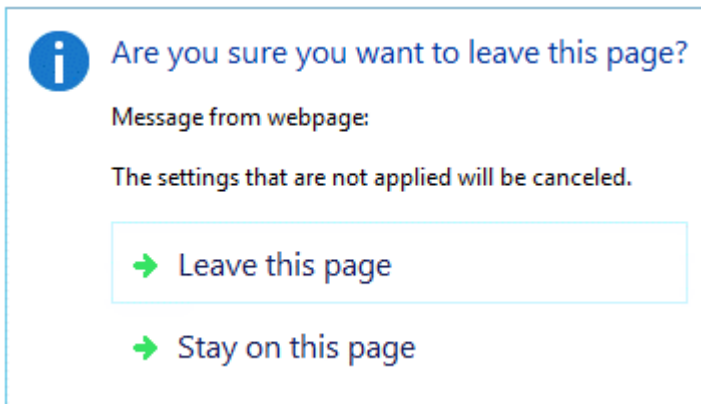 Are you sure you want to leave this page?
Message from webpage:
The settings that are not applied will be canceled.
Leave this page
Stay on this page